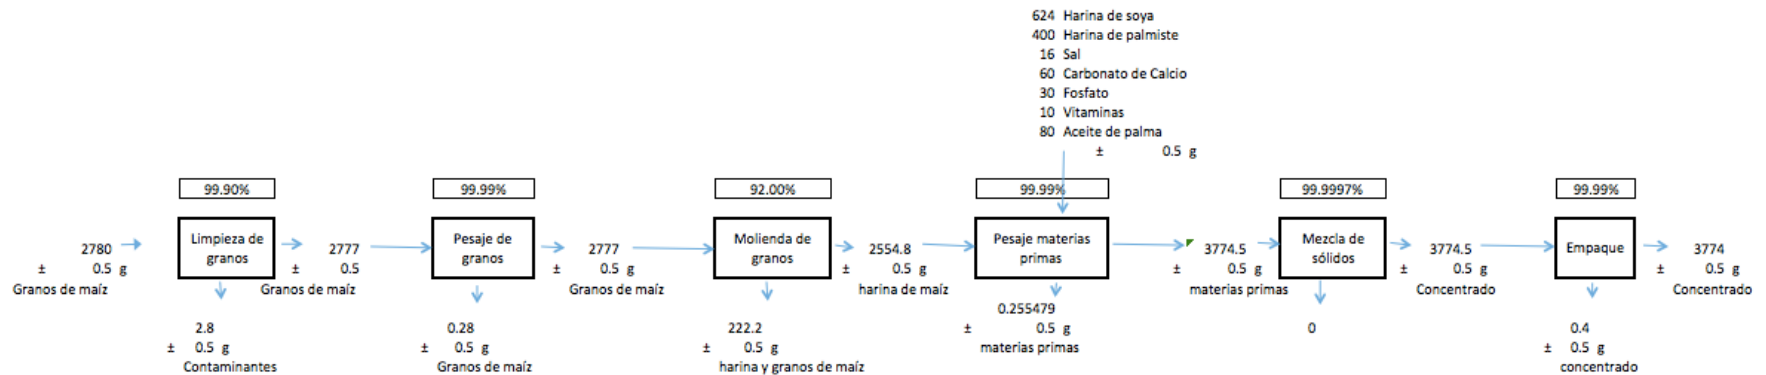 624 Harina de soya
400 Harina de palmiste
16 Sal
60 Carbonato de Calcio
30 Fosfato
10 Vitaminas
80 Aceite de palma
± 0.5 g
99.90% 99.99% 92.00% 99.99% 99.9997% 99.99%
Limpieza de granos
Pesaje de granos
Molienda de granos
Pesaje materias primas
Mezcla de sólidos
Empaque
2780
± 0.5 g
Granos de maíz
2777
± 0.5
Granos de maíz
2777
± 0.5 g
Granos de maíz
2554.8
± 0.5 g
harina de maíz
3774.5
± 0.5 g
materias primas
3774.5
± 0.5 g
Concentrado
3774
± 0.5 g
Concentrado
2.8
± 0.5 g
Contaminantes
0.28
± 0.5 g
Granos de maíz
222.2
± 0.5 g
harina y granos de maíz
0.255479
± 0.5 g
materias primas
0
0.4
± 0.5 g
concentrado